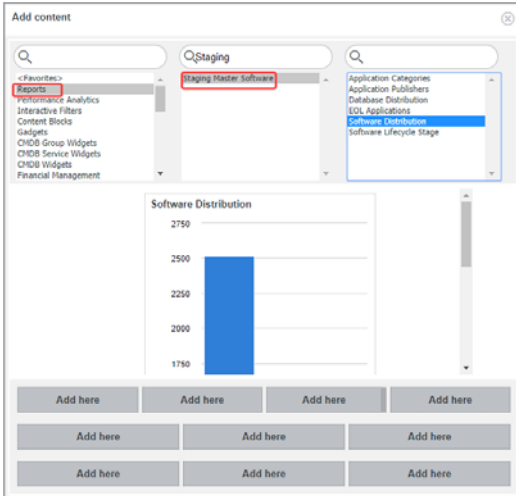 Add content
Staging
<Favorites>
Reports
Performance Analytics
Interactive Filters
Content Blocks
Gadgets
CMDB Group Widgets
CMDB Service Widgets
CMDB Widgets
Financial Management
Staging Master Software
Application Categories
Application Publishers
Database Distribution
EOL Applications
Software Distribution
Software Lifecycle Stage
Software Distribution
2750
2500
2250
2000
1750
Add here Add here Add here Add here
Add here Add here Add here
Add here Add here Add here